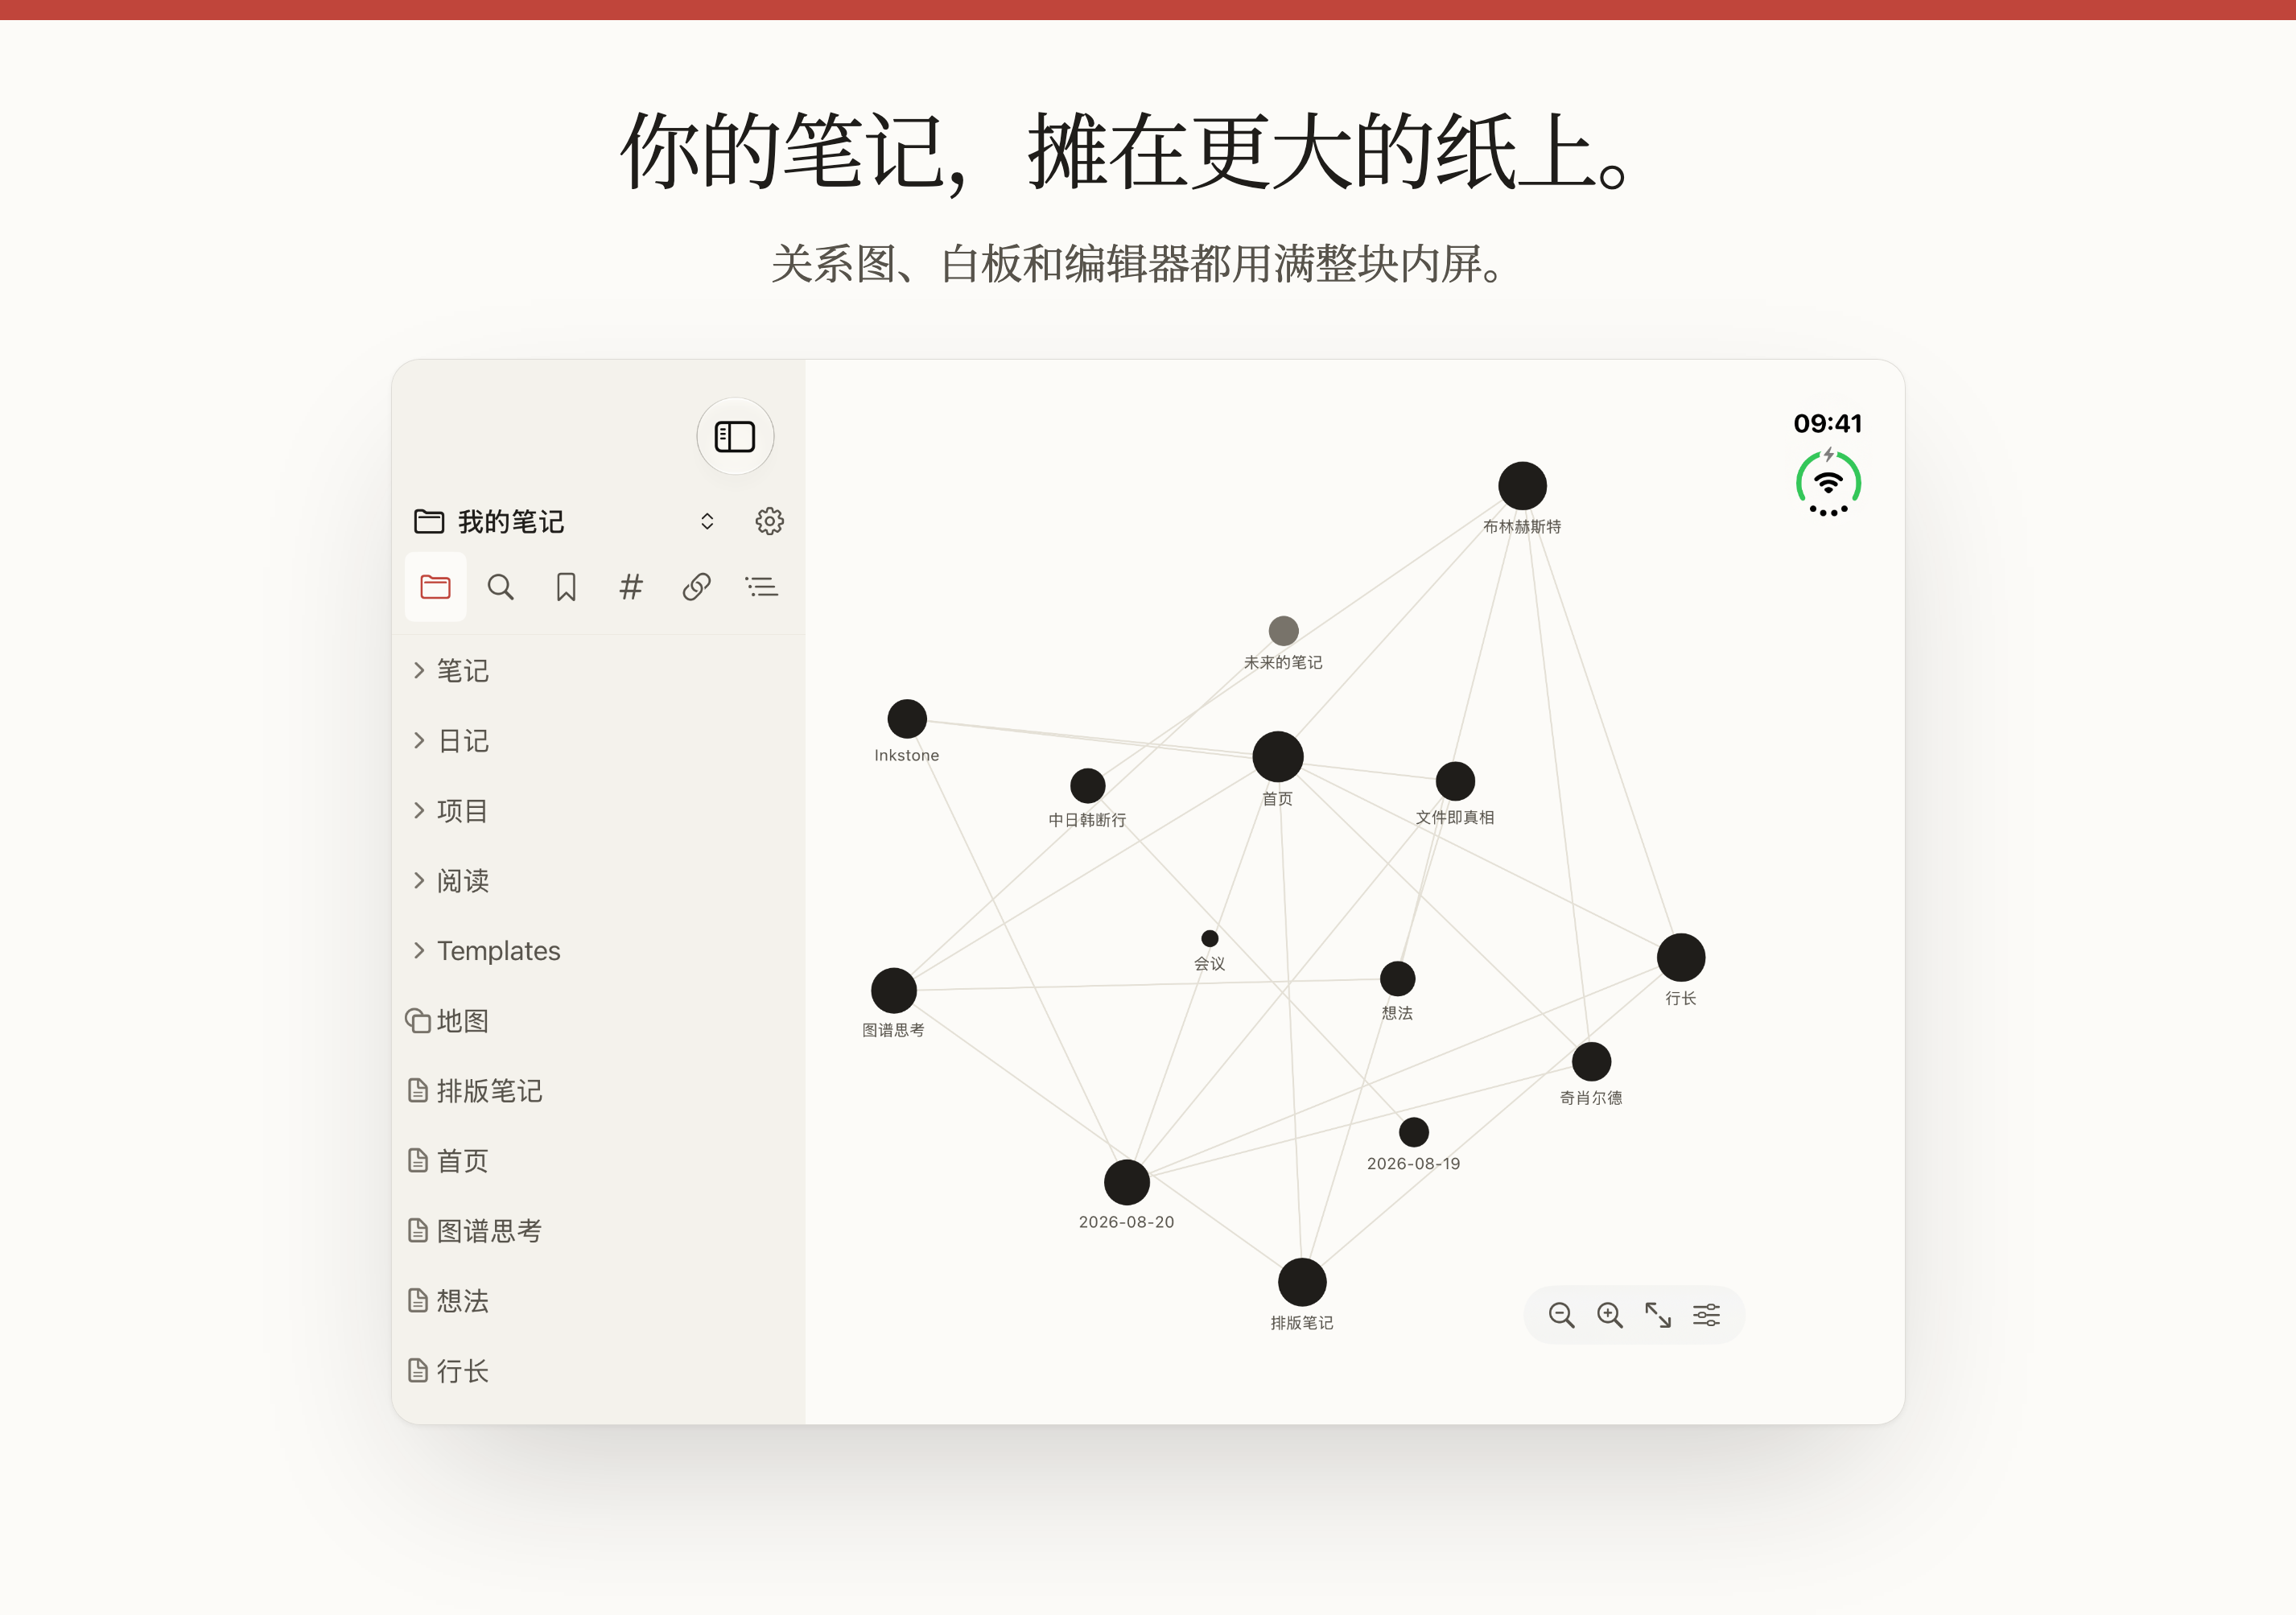 你的笔记，摊在更大的纸上。
关系图、白板和编辑器都用满整块内屏。
09:41
我的笔记
笔记
日记
项目
阅读
Templates
地图
排版笔记
首页
图谱思考
想法
行长
布林赫斯特
未来的笔记
Inkstone
首页
中日韩断行
文件即真相
会议
想法
行长
图谱思考
奇肖尔德
2026-08-19
2026-08-20
排版笔记